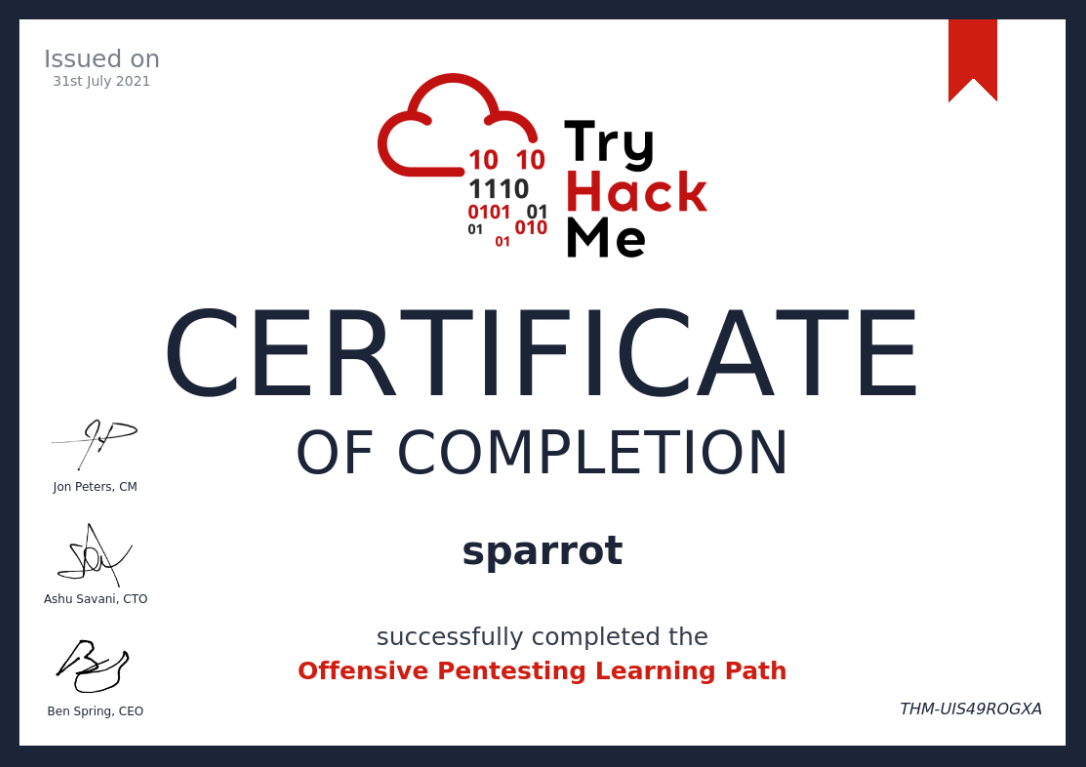 Issued on
31st July 2021
10 10
1110
0101 01
01 010
01
Try
Hack
Me
CERTIFICATE
OF COMPLETION
Jon Peters, CM
sparrot
Ashu Savani, CTO
successfully completed the
Offensive Pentesting Learning Path
Ben Spring, CEO
THM-UIS49ROGXA